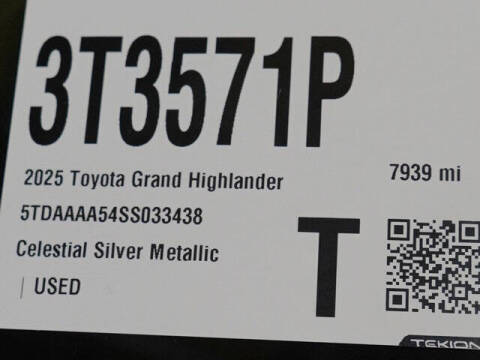 3T3571P
2025 Toyota Grand Highlander
7939 mi
5TDAAAA54SS033438
Celestial Silver Metallic
T
| USED
TEKION